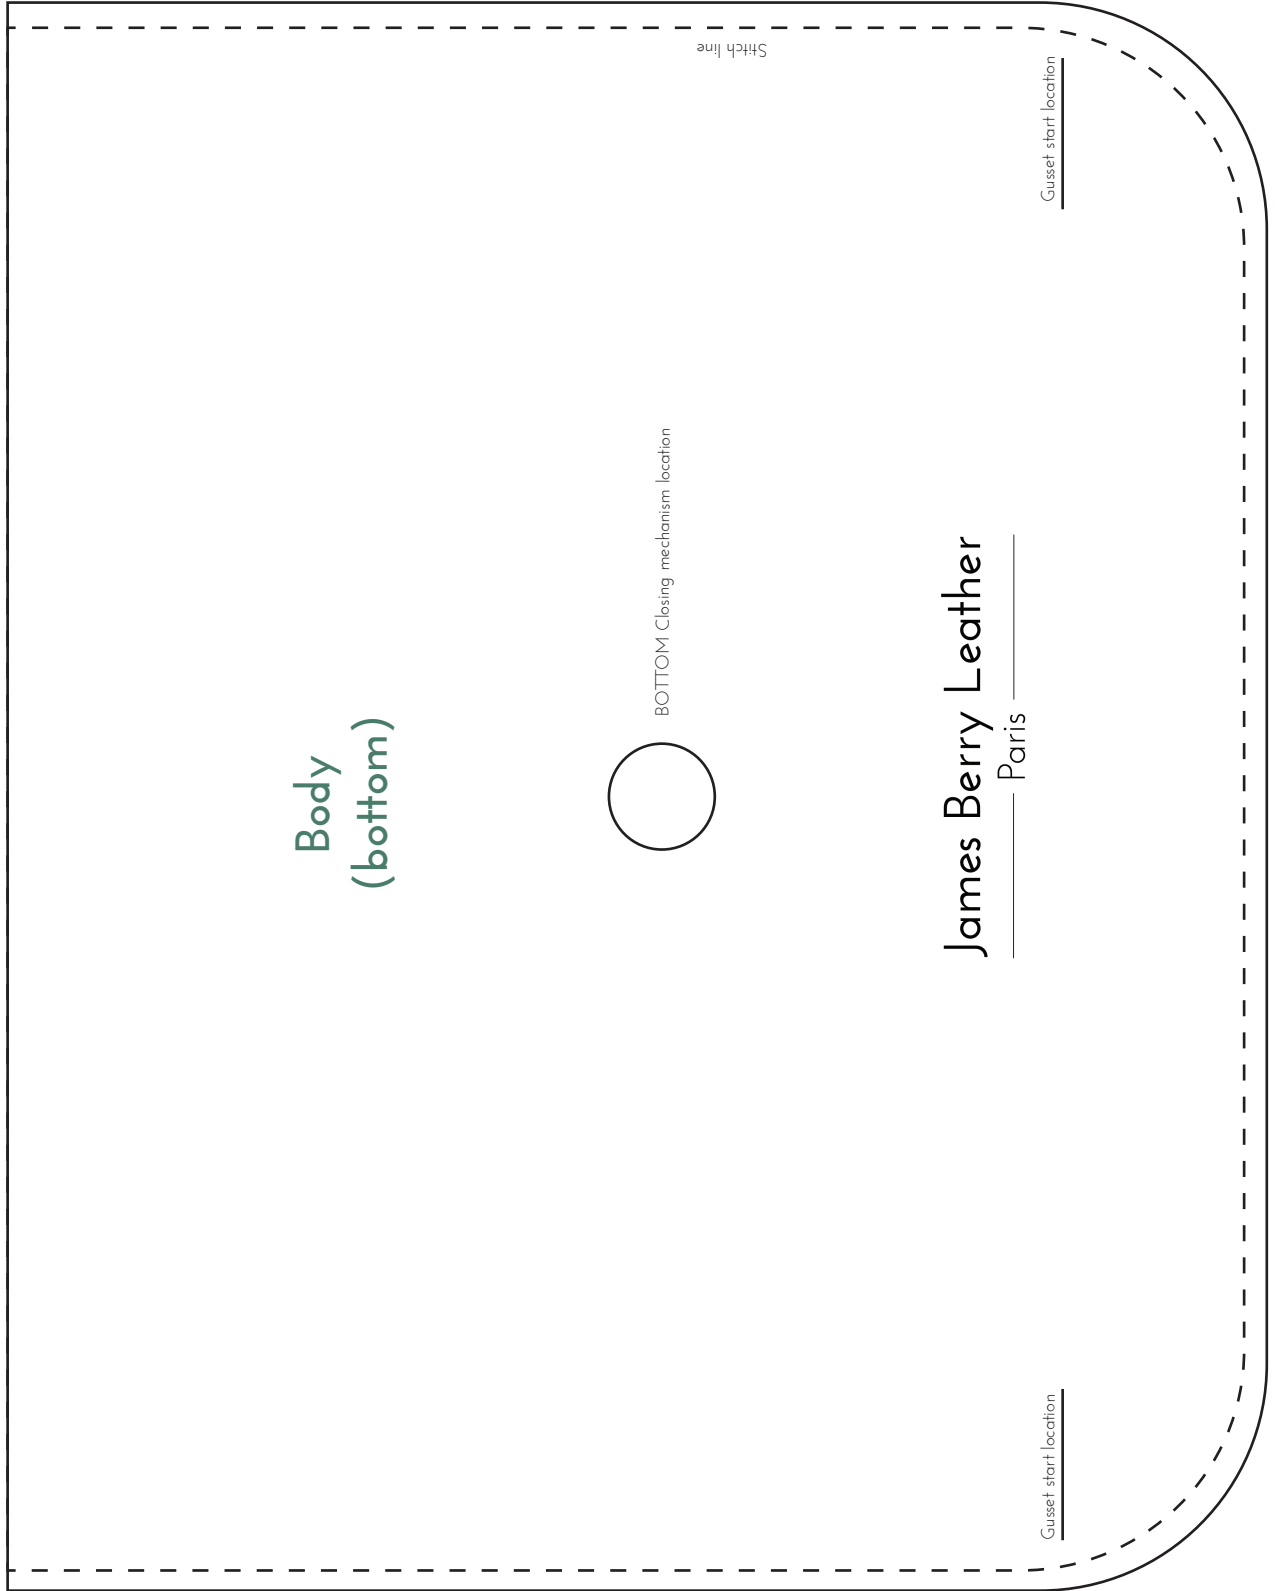 Stitch line
Gusset start location
BOTTOM Closing mechanism location
Body
(bottom)
James Berry Leather
Paris
Gusset start location